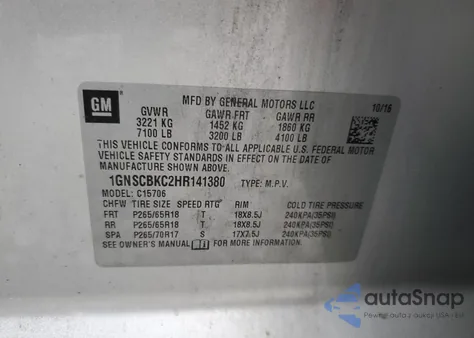 GM
MFD BY GENERAL MOTORS LLC
10/16
GVWR GAWR FRT GAWR RR
3221 KG 1452 KG 1860 KG
7100 LB 3200 LB 4100 LB
THIS VEHICLE CONFORMS TO ALL APPLICABLE U.S. FEDERAL MOTOR
VEHICLE SAFETY STANDARDS IN EFFECT ON THE DATE OF
MANUFACTURE SHOWN ABOVE.
1GNSCBKC2HR141380 TYPE: M.P.V.
MODEL: C15706
CHFW TIRE SIZE SPEED RTG RIM COLD TIRE PRESSURE
FRT P265/65R18 T 18X8.5J 240KPA(35PSI)
RR P265/65R18 T 18X8.5J 240KPA(35PSI)
SPA P265/70R17 S 17X7.5J 240KPA(35PSI)
SEE OWNER'S MANUAL FOR MORE INFORMATION.
autoSnap
Pewne auto z aukcji USA